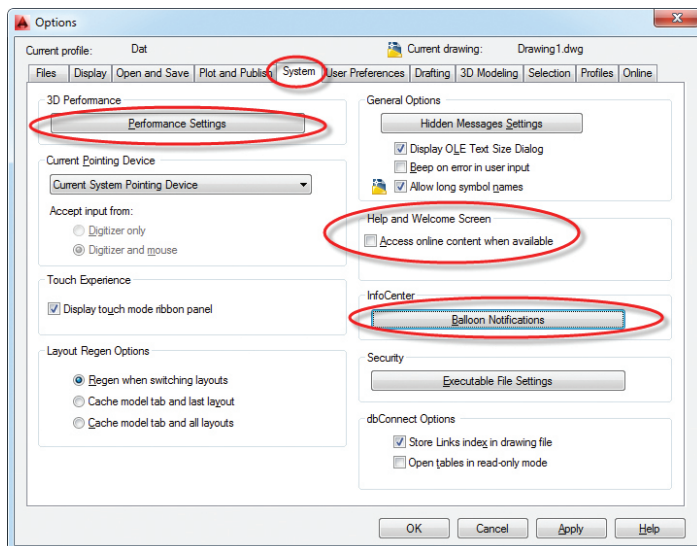 Options
Current profile: Dat Current drawing: Drawing1.dwg
Files Display Open and Save Plot and Publish System User Preferences Drafting 3D Modeling Selection Profiles Online
3D Performance
Performance Settings
Current Pointing Device
Current System Pointing Device
Accept input from:
Digitizer only
Digitizer and mouse
Touch Experience
Display touch mode ribbon panel
Layout Regen Options
Regen when switching layouts
Cache model tab and last layout
Cache model tab and all layouts
General Options
Hidden Messages Settings
Display OLE Text Size Dialog
Beep on error in user input
Allow long symbol names
Help and Welcome Screen
Access online content when available
InfoCenter
Balloon Notifications
Security
Executable File Settings
dbConnect Options
Store Links index in drawing file
Open tables in read-only mode
OK Cancel Apply Help